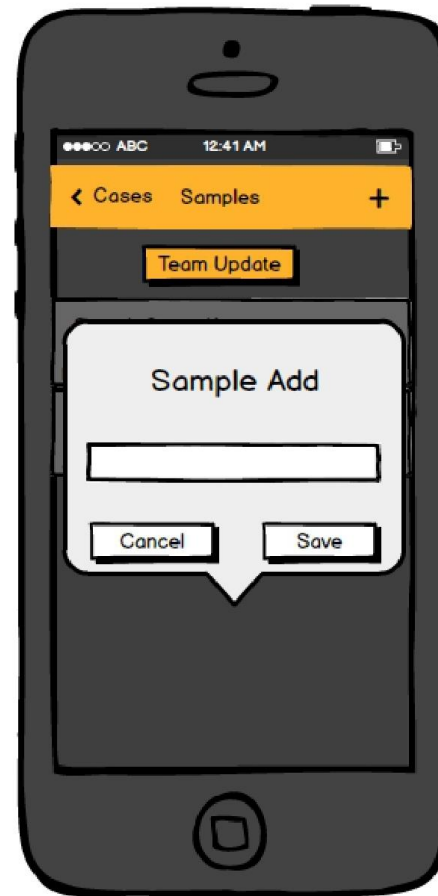 ABC 12:41 AM
Cases Samples +
Team Update
Sample Add
Cancel Save